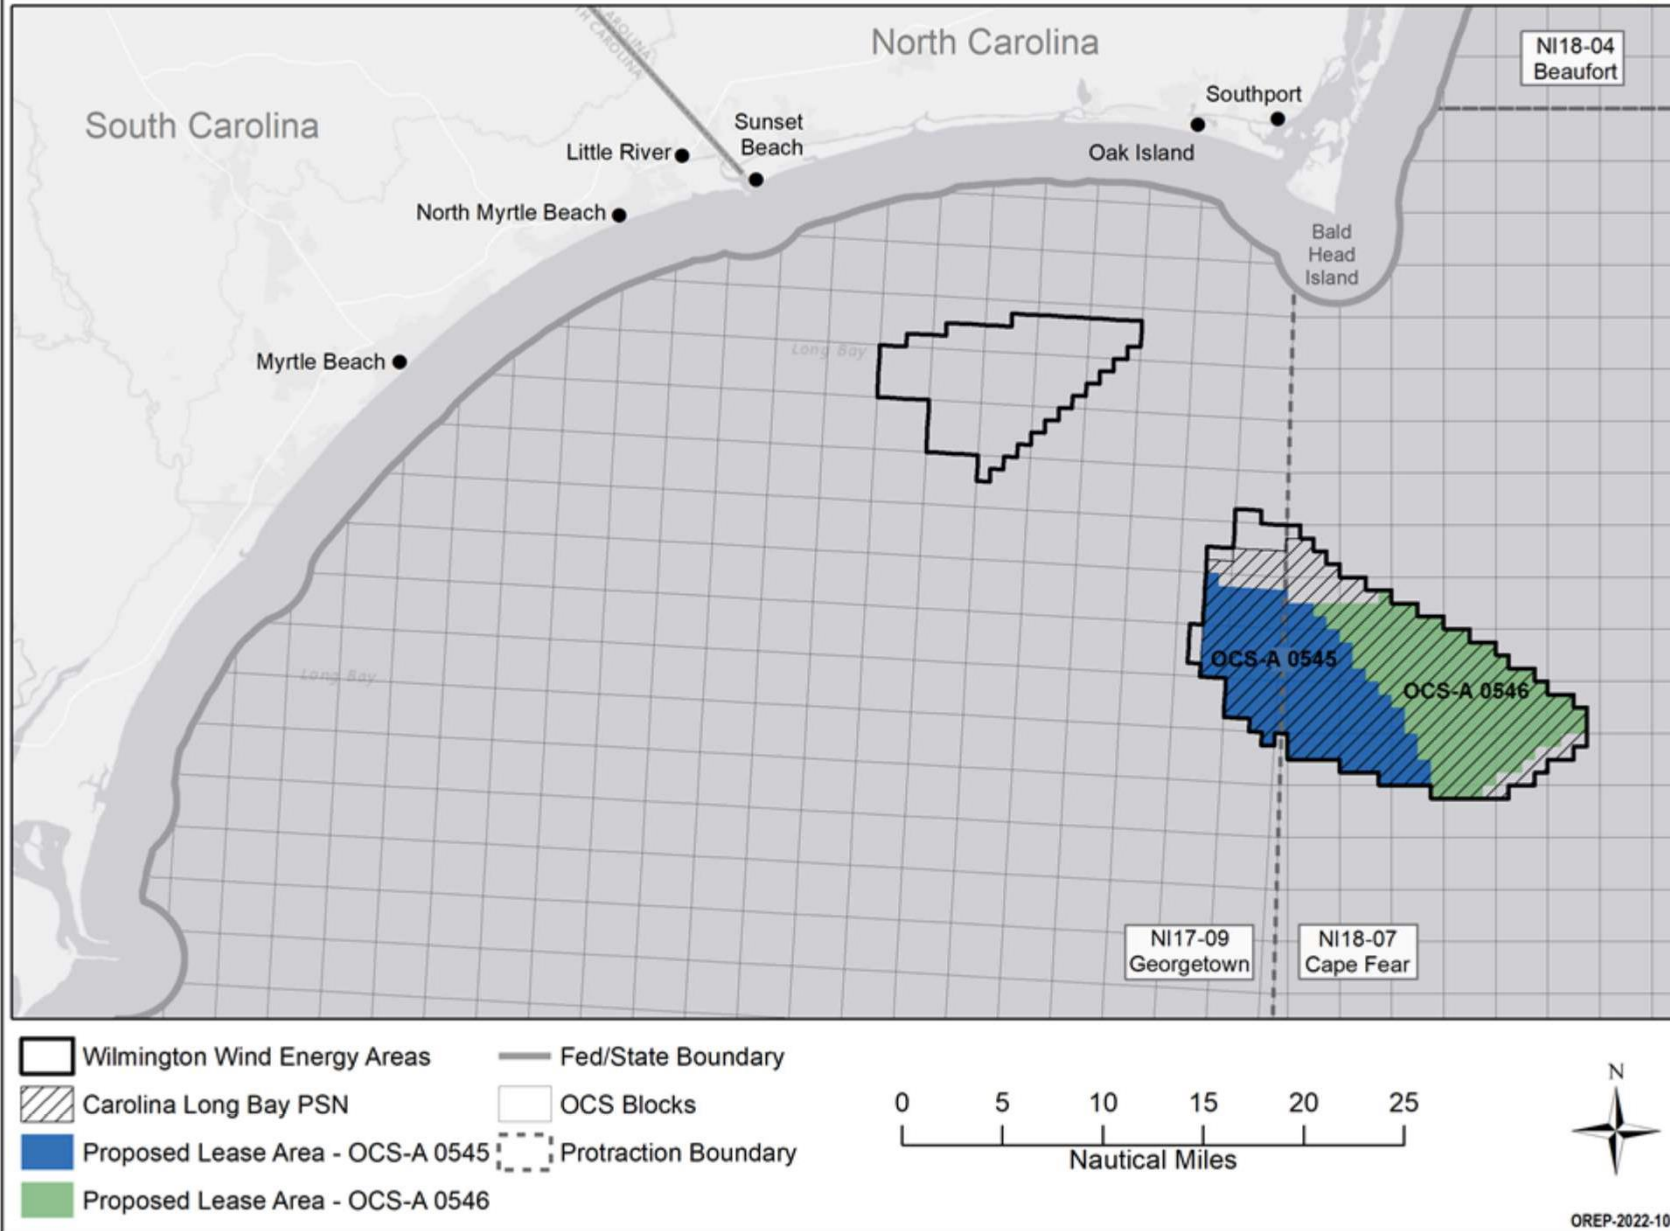 North Carolina
South Carolina
CAROLINA
TH CAROLINA
NI18-04
Beaufort
Southport
Sunset
Beach
Little River
Oak Island
North Myrtle Beach
Bald
Head
Island
Long Bay
Myrtle Beach
OCS-A 0545
Long Bay
OCS-A 0546
NI17-09
Georgetown
NI18-07
Cape Fear
Wilmington Wind Energy Areas
Carolina Long Bay PSN
Proposed Lease Area - OCS-A 0545
Proposed Lease Area - OCS-A 0546
Fed/State Boundary
OCS Blocks
Protraction Boundary
0 5 10 15 20 25
Nautical Miles
N
OREP-2022-10